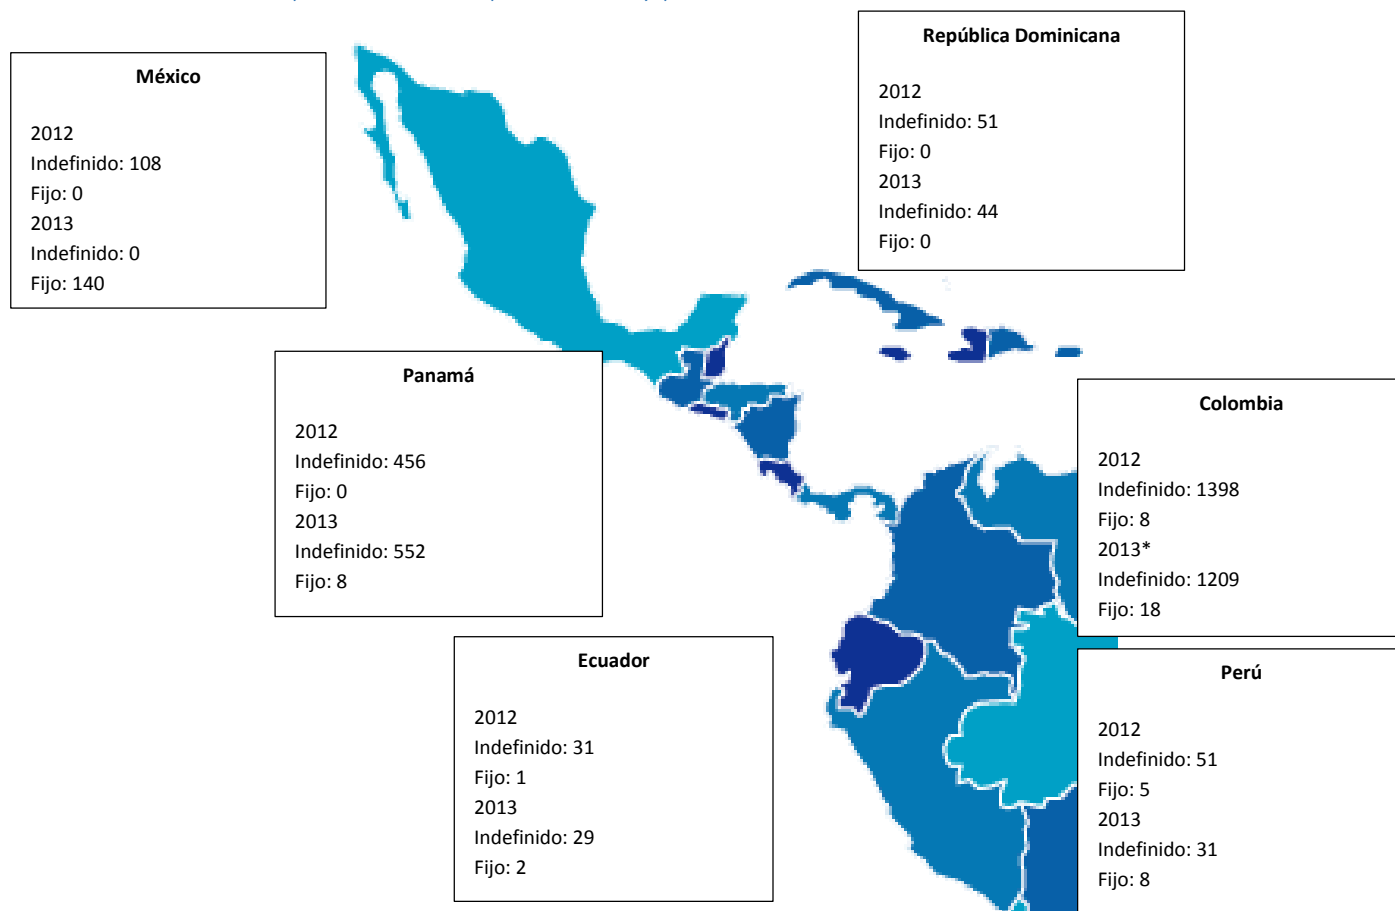 México
2012
Indefinido: 108
Fijo: 0
2013
Indefinido: 0
Fijo: 140
República Dominicana
2012
Indefinido: 51
Fijo: 0
2013
Indefinido: 44
Fijo: 0
Panamá
2012
Indefinido: 456
Fijo: 0
2013
Indefinido: 552
Fijo: 8
Colombia
2012
Indefinido: 1398
Fijo: 8
2013*
Indefinido: 1209
Fijo: 18
Ecuador
2012
Indefinido: 31
Fijo: 1
2013
Indefinido: 29
Fijo: 2
Perú
2012
Indefinido: 51
Fijo: 5
2013
Indefinido: 31
Fijo: 8